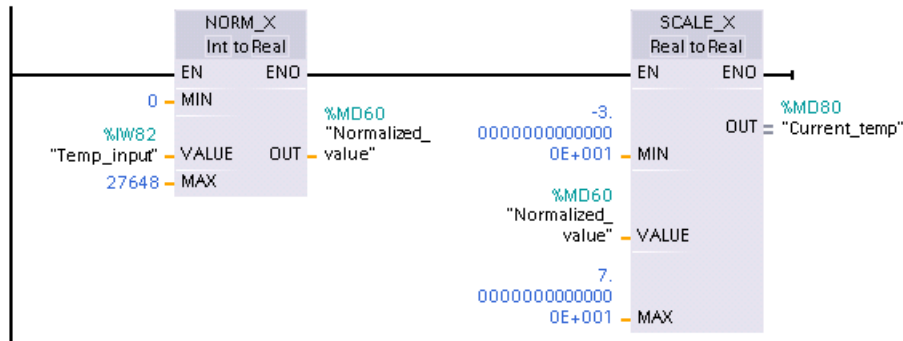 NORM_X
Int to Real
EN ENO
0 MIN
%IW82
"Temp_input" VALUE
27648 MAX
OUT
%MD60
"Normalized_
value"
SCALE_X
Real to Real
EN ENO
-3.
0000000000000
0E+001 MIN
%MD60
"Normalized_
value" VALUE
7.
0000000000000
0E+001 MAX
OUT
%MD80
"Current_temp"